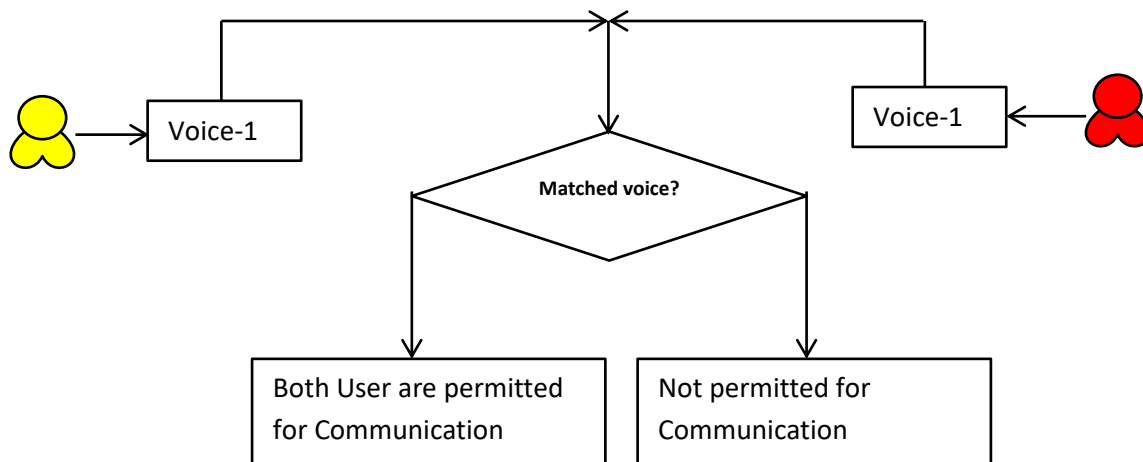 Voice-1
Voice-1
Matched voice?
Both User are permitted
for Communication
Not permitted for
Communication